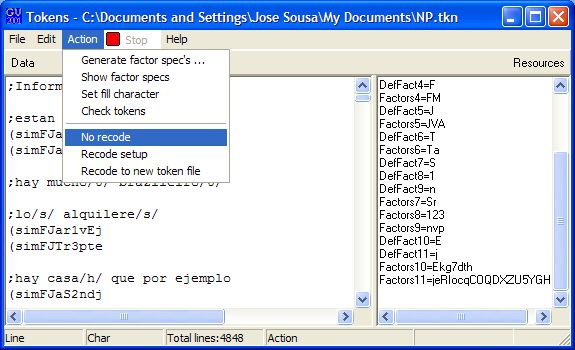 GV
2001
Tokens - C:\Documents and Settings\Jose Sousa\My Documents\NP.tkn
File Edit Action Stop Help
Data Resources
Generate factor spec's ...
Show factor specs
Set fill character
Check tokens
No recode
Recode setup
Recode to new token file
;Inform
;estan
(simFJa
(simFJa
;hay mucho/s/ brazileiro/s/
;lo/s/ alquilere/s/
(simFJar1vEj
(simFJTr3pte
;hay casa/h/ que por ejemplo
(simFJaS2ndj
DefFact4=F
Factors4=FM
DefFact5=J
Factors5=JVA
DefFact6=T
Factors6=Ta
DefFact7=S
DefFact8=1
DefFact9=n
Factors7=Sr
Factors8=123
Factors9=nvp
DefFact10=E
DefFact11=j
Factors10=Ekg7dth
Factors11=jeRlocqCOQDXZU5YGH
Line Char Total lines:4848 Action